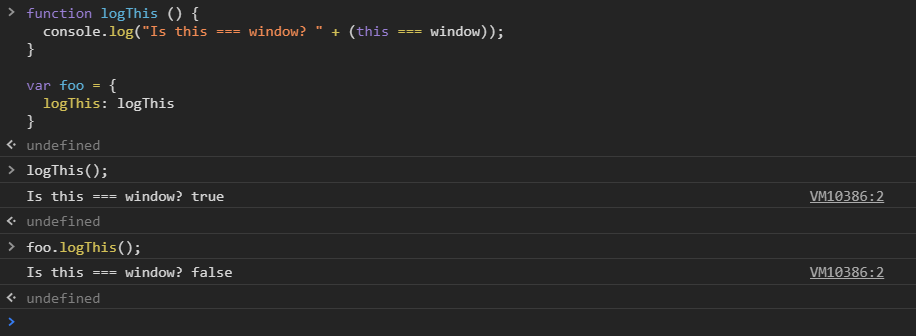 > function logThis () {
console.log("Is this === window? " + (this === window));
}
var foo = {
logThis: logThis
}
undefined
> logThis();
Is this === window? true VM10386:2
undefined
> foo.logThis();
Is this === window? false VM10386:2
undefined
>